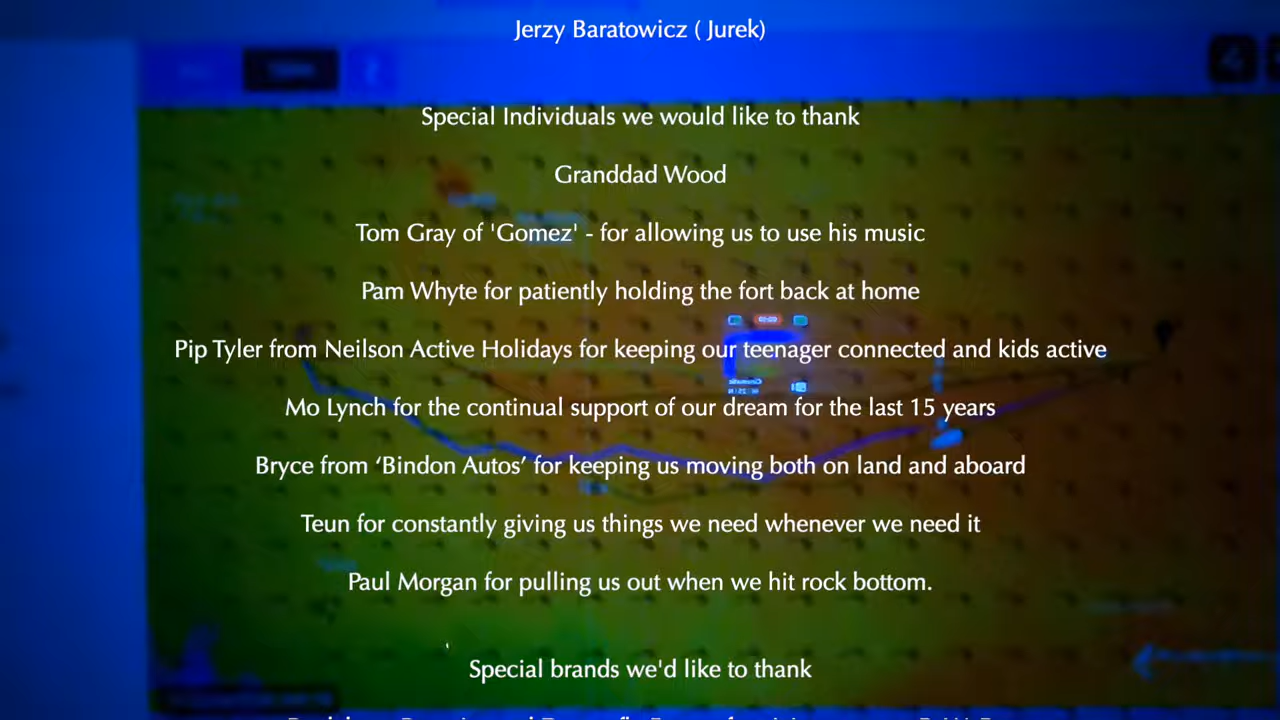 Jerzy Baratowicz ( Jurek)
Special Individuals we would like to thank
Granddad Wood
Tom Gray of 'Gomez' - for allowing us to use his music
Pam Whyte for patiently holding the fort back at home
Pip Tyler from Neilson Active Holidays for keeping our teenager connected and kids active
Mo Lynch for the continual support of our dream for the last 15 years
Bryce from ‘Bindon Autos’ for keeping us moving both on land and aboard
Teun for constantly giving us things we need whenever we need it
Paul Morgan for pulling us out when we hit rock bottom.
Special brands we'd like to thank